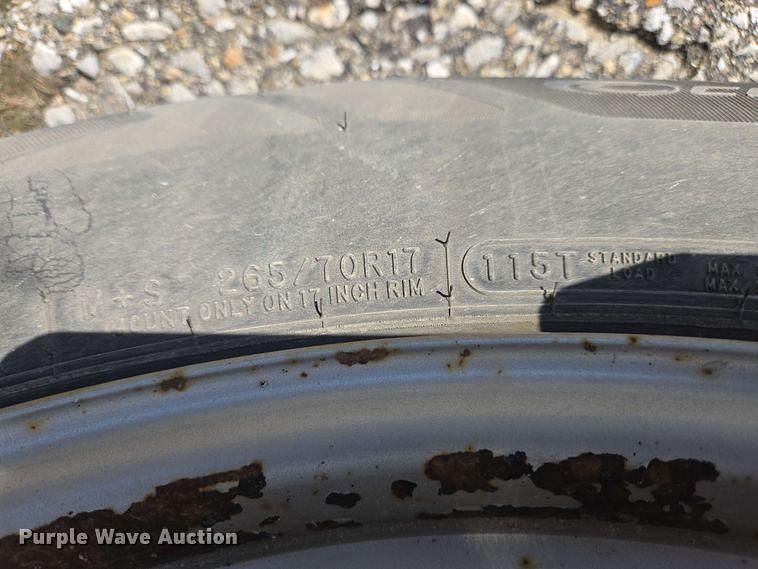 M+S 265/70R17
MOUNT ONLY ON 17 INCH RIM
115T STANDARD
LOAD
MAX.
MAX.
Purple Wave Auction